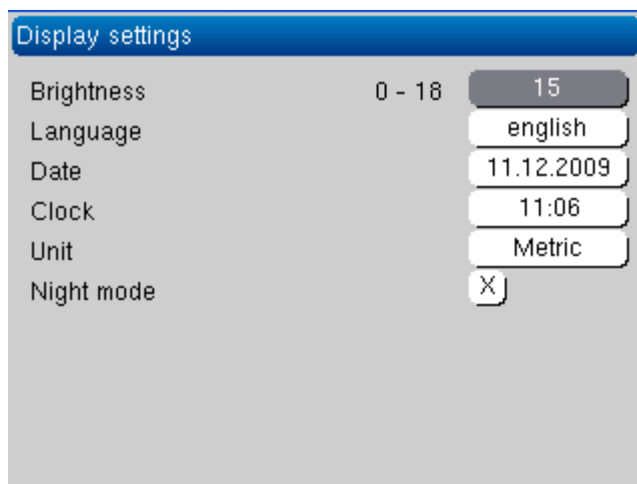 Display settings
Brightness 0 - 18 15
Language english
Date 11.12.2009
Clock 11:06
Unit Metric
Night mode X